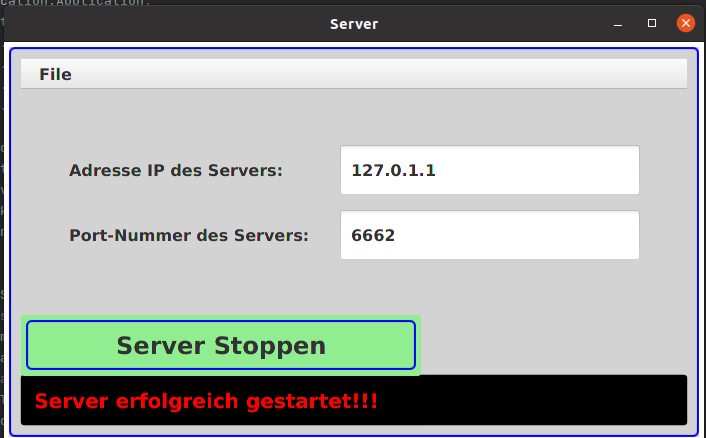 cation.Application.
Server
File
Adresse IP des Servers:
127.0.1.1
Port-Nummer des Servers:
6662
Server Stoppen
Server erfolgreich gestartet!!!